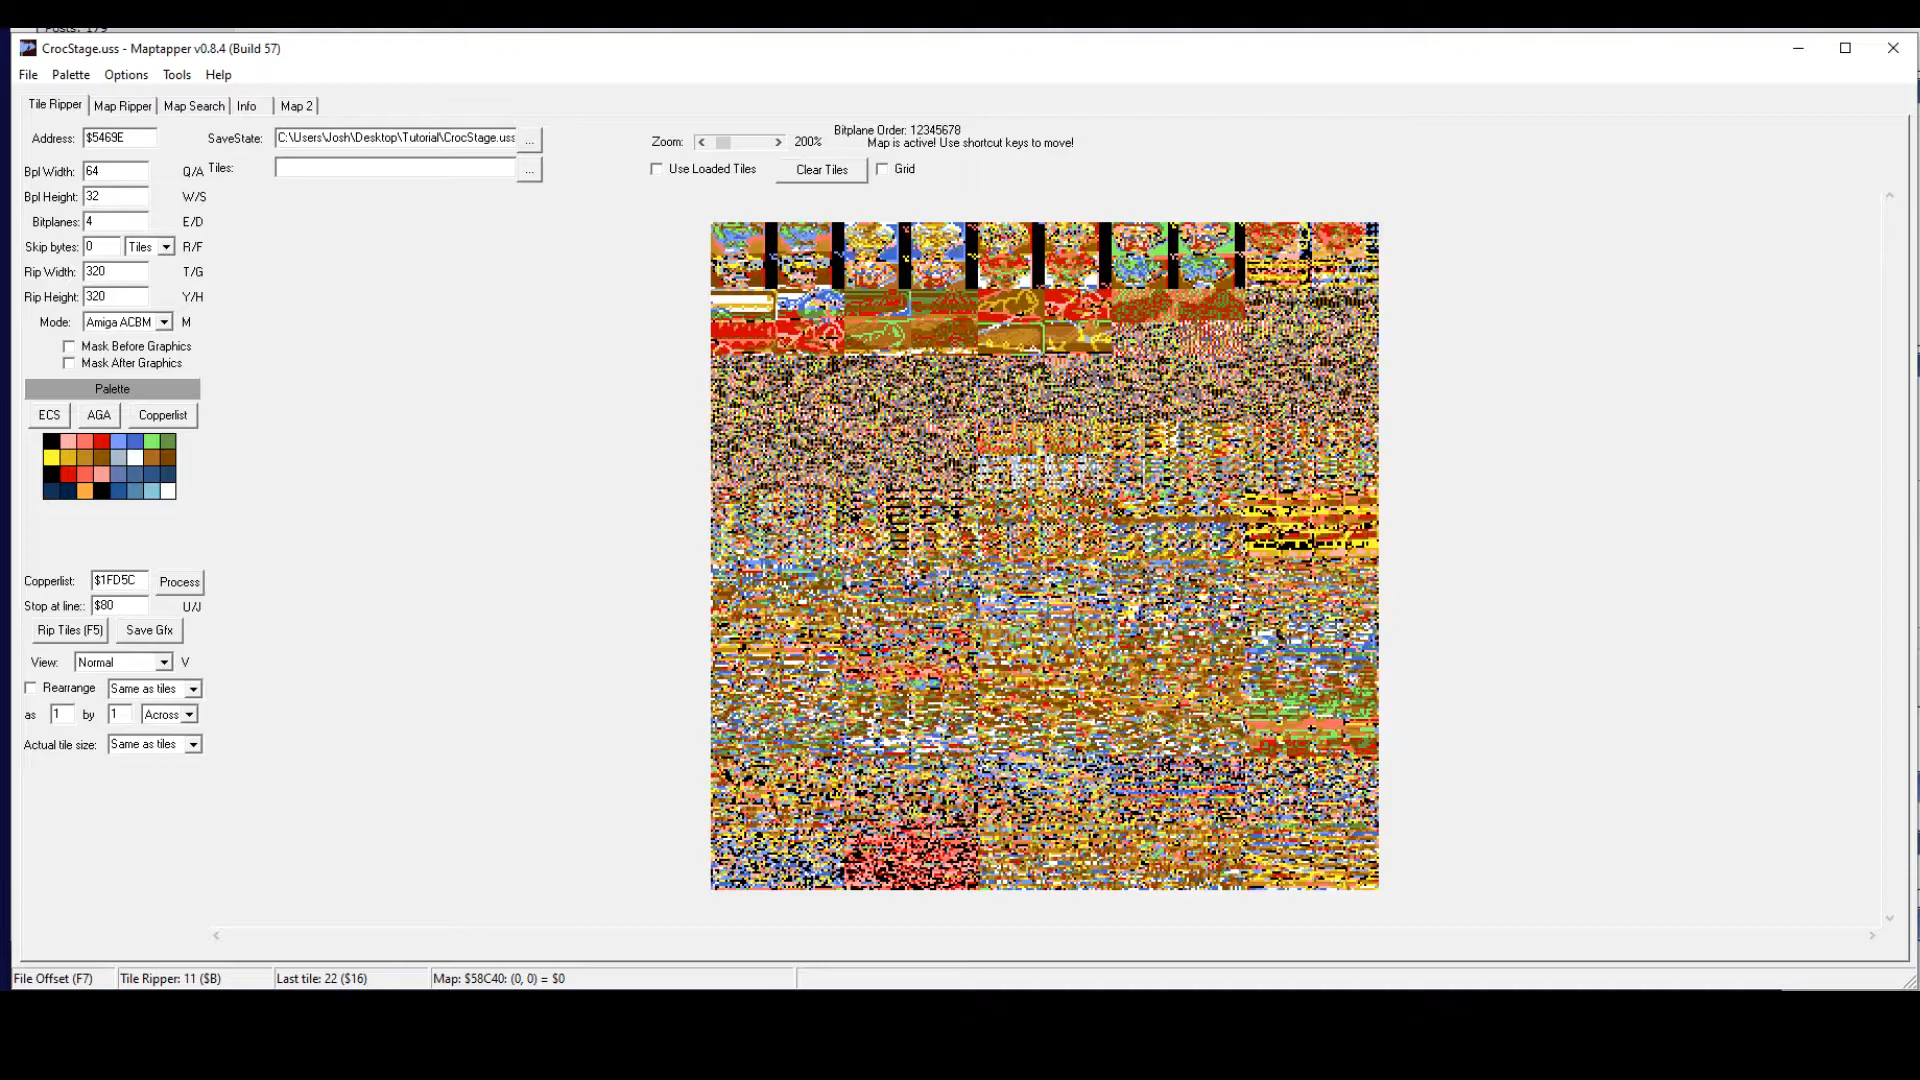 Posts: 179
CrocStage.uss - Maptapper v0.8.4 (Build 57)
File Palette Options Tools Help
Tile Ripper Map Ripper Map Search Info Map 2
Address: $5469E SaveState: C:\Users\Josh\Desktop\Tutorial\CrocStage.uss ...
Zoom: < > 200% Bitplane Order: 12345678
Map is active! Use shortcut keys to move!
Bpl Width: 64 Q/A Tiles: ... Use Loaded Tiles Clear Tiles Grid
Bpl Height: 32 W/S
Bitplanes: 4 E/D
Skip bytes: 0 Tiles R/F
Rip Width: 320 T/G
Rip Height: 320 Y/H
Mode: Amiga ACBM M
Mask Before Graphics
Mask After Graphics
Palette
ECS AGA Copperlist
Copperlist: $1FD5C Process
Stop at line:: $80 U/J
Rip Tiles (F5) Save Gfx
View: Normal V
Rearrange Same as tiles
as 1 by 1 Across
Actual tile size: Same as tiles
File Offset (F7) Tile Ripper: 11 ($B) Last tile: 22 ($16) Map: $58C40: (0, 0) = $0